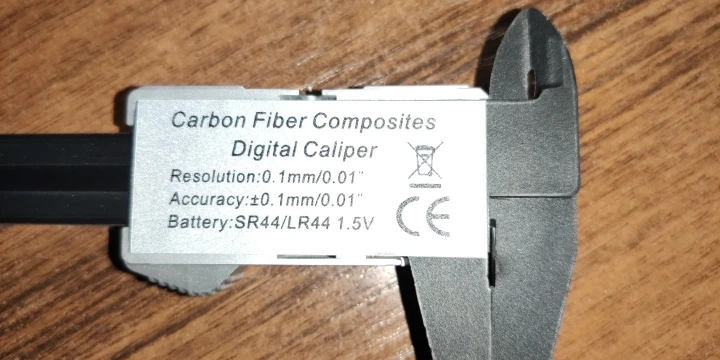 Carbon Fiber Composites
Digital Caliper
Resolution:0.1mm/0.01"
Accuracy:±0.1mm/0.01"
Battery:SR44/LR44 1.5V
CE